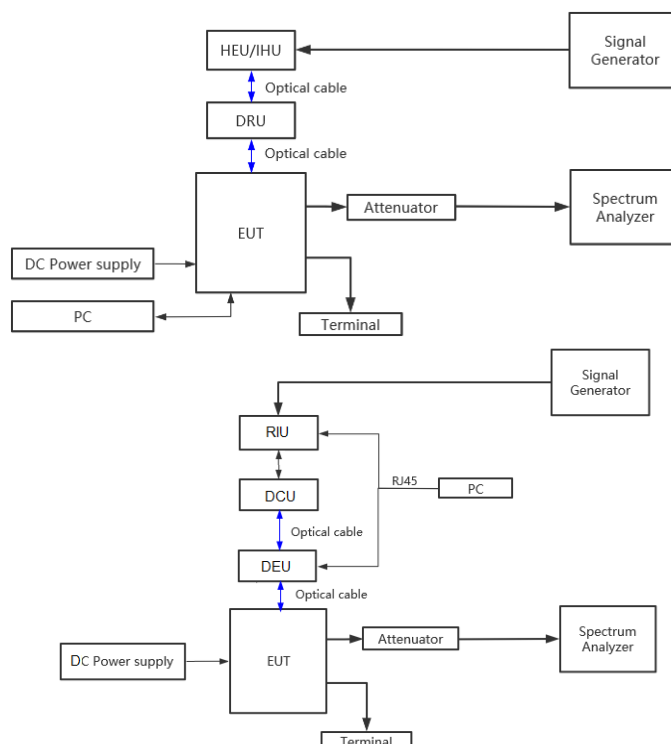 HEU/IHU
Signal
Generator
Optical cable
DRU
Optical cable
EUT
Attenuator
Spectrum
Analyzer
DC Power supply
PC
Terminal
Signal
Generator
RIU
RJ45
PC
DCU
Optical cable
DEU
Optical cable
EUT
Attenuator
Spectrum
Analyzer
DC Power supply
Terminal